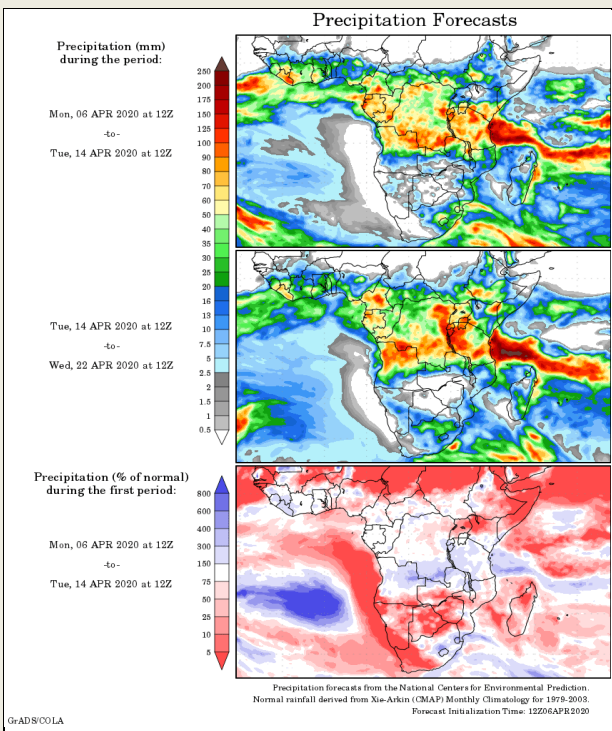 Precipitation Forecasts
Precipitation (mm)
during the period:
Mon, 06 APR 2020 at 12Z
-to-
Tue, 14 APR 2020 at 12Z
250
200
175
150
125
100
90
80
70
60
50
40
35
30
25
20
16
13
10
7.5
5
2.5
2
1.5
1
0.5
Tue, 14 APR 2020 at 12Z
-to-
Wed, 22 APR 2020 at 12Z
Precipitation (% of normal)
during the first period:
Mon, 06 APR 2020 at 12Z
-to-
Tue, 14 APR 2020 at 12Z
800
600
400
300
150
75
50
25
10
5
Precipitation forecasts from the National Centers for Environmental Prediction.
Normal rainfall derived from Xie-Arkin (CMAP) Monthly Climatology for 1979-2003.
Forecast Initialization Time: 12Z06APR2020
GrADS/COLA